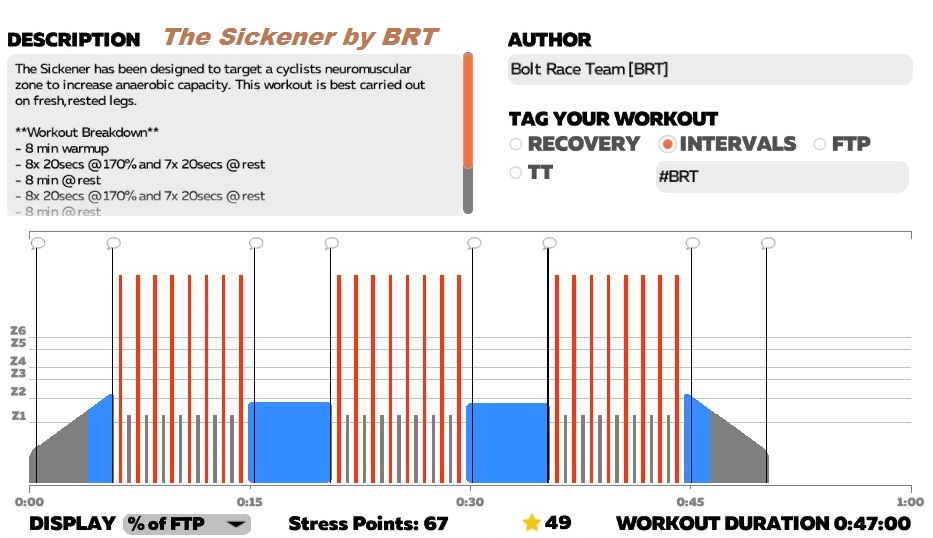 DESCRIPTION The Sickener by BRT
The Sickener has been designed to target a cyclists neuromuscular
zone to increase anaerobic capacity. This workout is best carried out
on fresh,rested legs.
**Workout Breakdown**
- 8 min warmup
- 8x 20secs @170% and 7x 20secs @ rest
- 8 min @ rest
- 8x 20secs @170% and 7x 20secs @ rest
- 8 min @ rest
AUTHOR
Bolt Race Team [BRT]
TAG YOUR WORKOUT
RECOVERY INTERVALS FTP
TT #BRT
Z6
Z5
Z4
Z3
Z2
Z1
0:00 0:15 0:30 0:45 1:00
DISPLAY % of FTP Stress Points: 67 49 WORKOUT DURATION 0:47:00